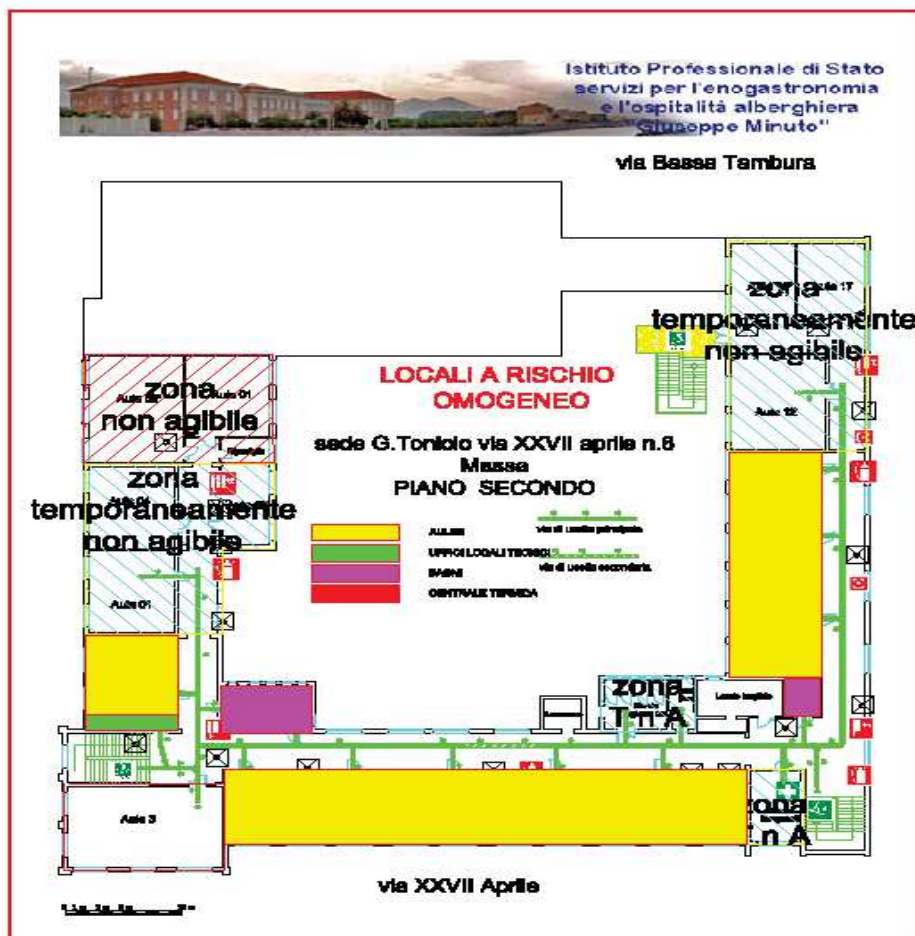 Istituto Professionale di Stato
servizi per l'enogastronomia
e l'ospitalità alberghiera
"Giuseppe Minuto"
via Bassa Tambura
Aula 17
zona
temporaneamente
non agibile
Aula 01
zona
non agibile
LOCALI A RISCHIO
OMOGENEO
Aula 12
sede G.Toniolo via XXVII aprile n.6
Massa
PIANO SECONDO
zona
temporaneamente
non agibile
AULE
via di uscita principale
UFFICI LOCALI TECNICI
via di uscita secondaria
BAGNI
CENTRALE TERMICA
Aula 01
zona
T n A
Aula 3
zona
n A
via XXVII Aprile